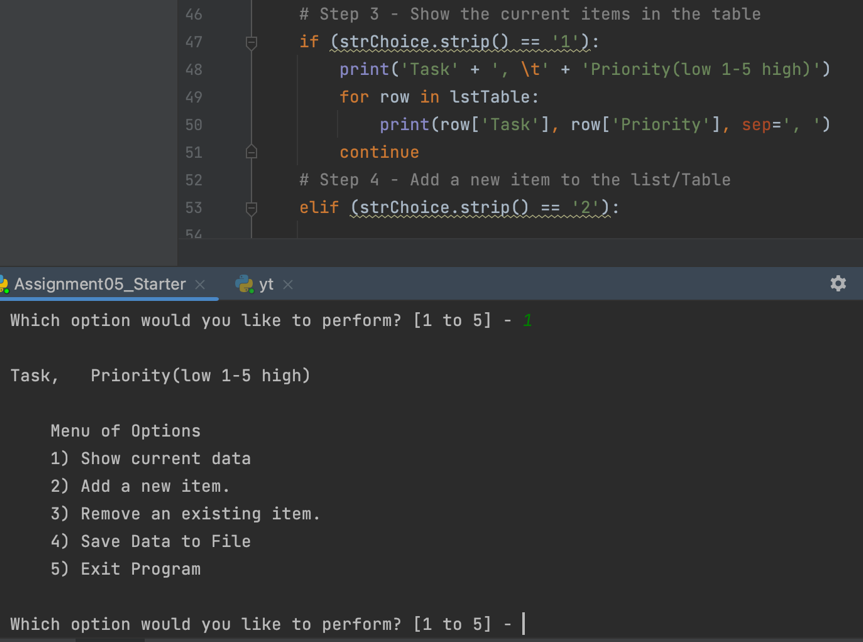 46 # Step 3 - Show the current items in the table
47 if (strChoice.strip() == '1'):
48 print('Task' + ', \t' + 'Priority(low 1-5 high)')
49 for row in lstTable:
50 print(row['Task'], row['Priority'], sep=', ')
51 continue
52 # Step 4 - Add a new item to the list/Table
53 elif (strChoice.strip() == '2'):
54
Assignment05_Starter yt
Which option would you like to perform? [1 to 5] - 1
Task, Priority(low 1-5 high)
Menu of Options
1) Show current data
2) Add a new item.
3) Remove an existing item.
4) Save Data to File
5) Exit Program
Which option would you like to perform? [1 to 5] -